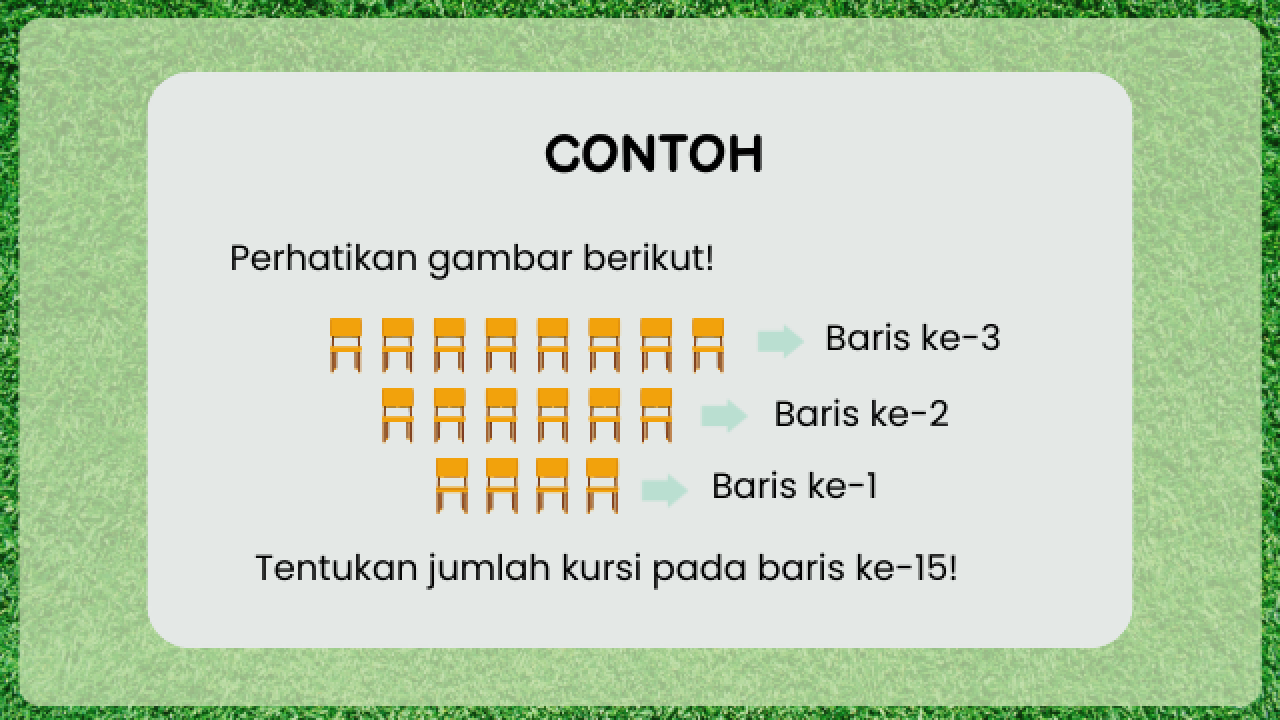 CONTOH
Perhatikan gambar berikut!
Baris ke-3
Baris ke-2
Baris ke-1
Tentukan jumlah kursi pada baris ke-15!